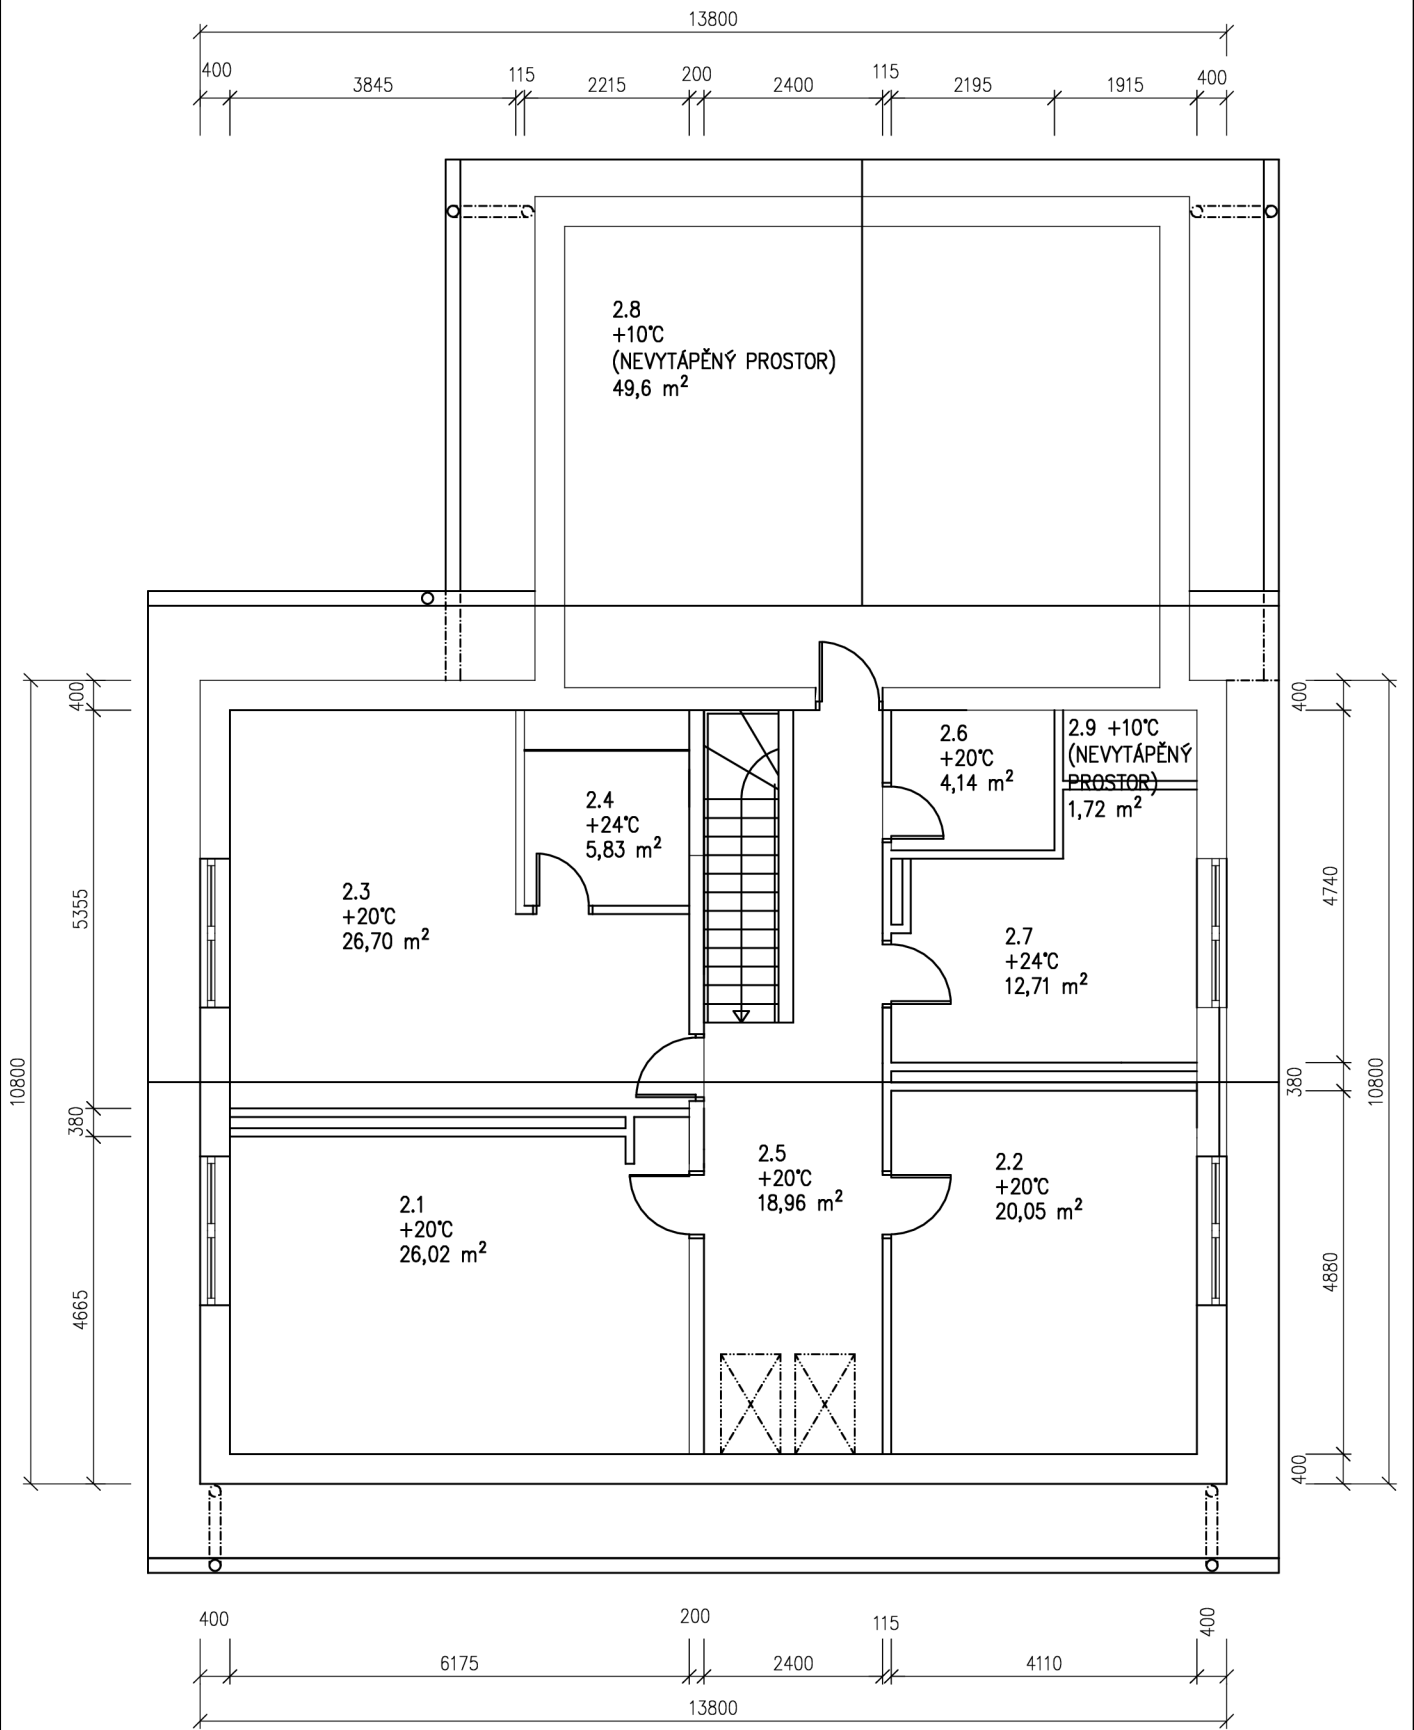 13800
400
3845
115
2215
200
2400
115
2195
1915
400
2.8
+10°C
(NEVYTÁPĚNÝ PROSTOR)
49,6 m²
400
400
2.6
+20°C
4,14 m²
2.9 +10°C
(NEVYTÁPĚNÝ
PROSTOR)
1,72 m²
2.4
+24°C
5,83 m²
2.3
+20°C
26,70 m²
5355
4740
2.7
+24°C
12,71 m²
10800
380
380
10800
2.5
+20°C
18,96 m²
2.2
+20°C
20,05 m²
2.1
+20°C
26,02 m²
4665
4880
400
400
200
115
400
6175
2400
4110
13800